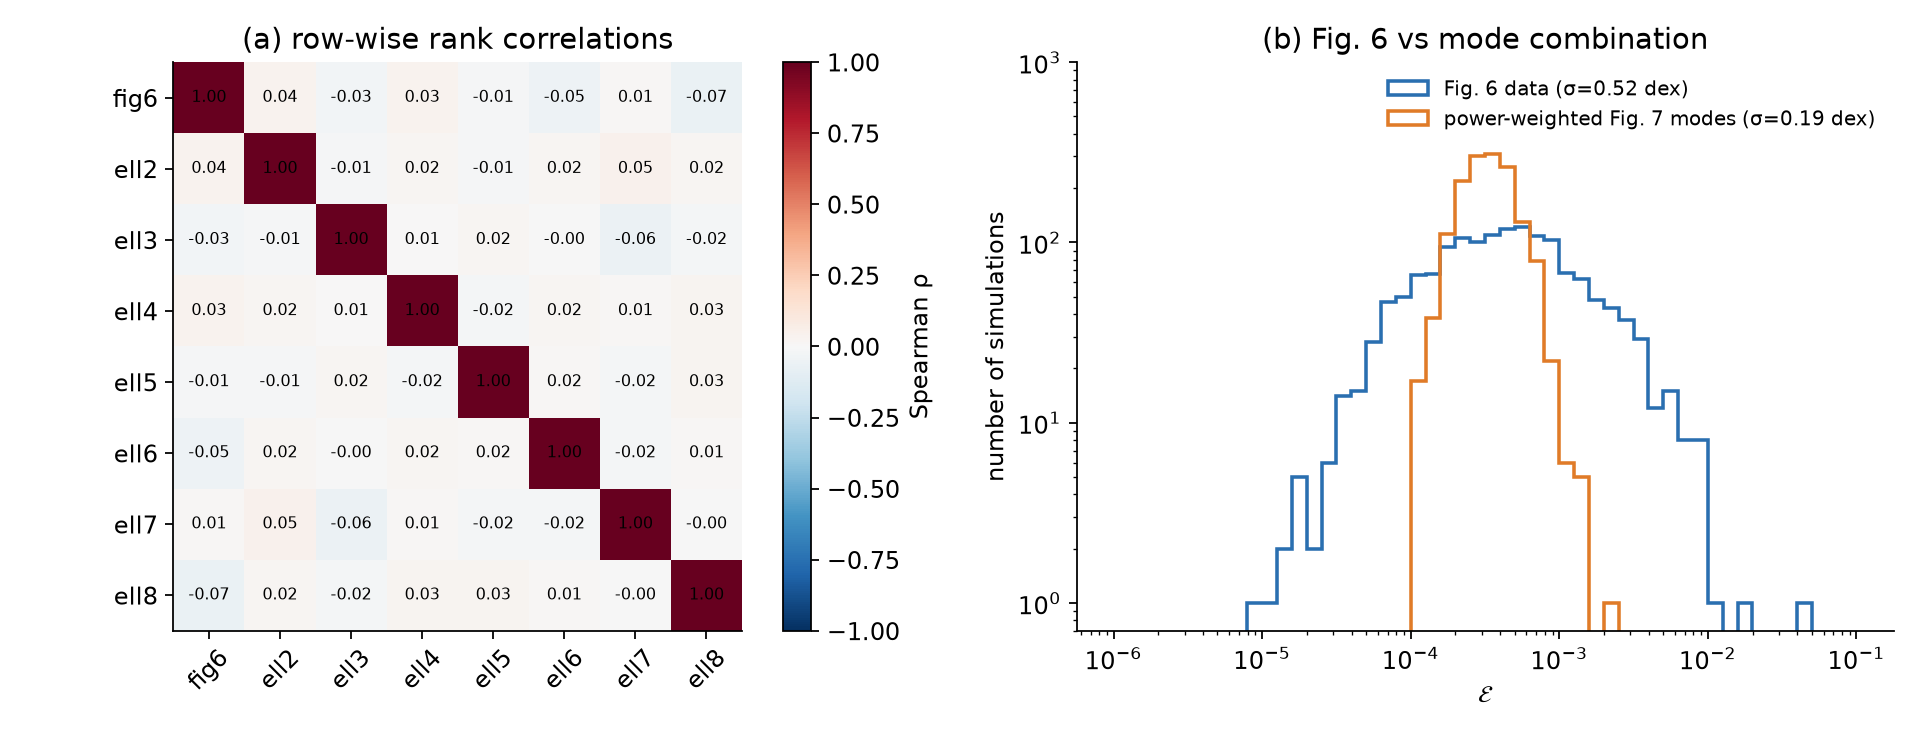 (a) row-wise rank correlations
fig6 1.00 0.04 -0.03 0.03 -0.01 -0.05 0.01 -0.07
ell2 0.04 1.00 -0.01 0.02 -0.01 0.02 0.05 0.02
ell3 -0.03 -0.01 1.00 0.01 0.02 -0.00 -0.06 -0.02
ell4 0.03 0.02 0.01 1.00 -0.02 0.02 0.01 0.03
ell5 -0.01 -0.01 0.02 -0.02 1.00 0.02 -0.02 0.03
ell6 -0.05 0.02 -0.00 0.02 0.02 1.00 -0.02 0.01
ell7 0.01 0.05 -0.06 0.01 -0.02 -0.02 1.00 -0.00
ell8 -0.07 0.02 -0.02 0.03 0.03 0.01 -0.00 1.00
fig6 ell2 ell3 ell4 ell5 ell6 ell7 ell8
1.00
0.75
0.50
0.25
0.00
−0.25
−0.50
−0.75
−1.00
Spearman ρ
(b) Fig. 6 vs mode combination
Fig. 6 data (σ=0.52 dex)
power-weighted Fig. 7 modes (σ=0.19 dex)
number of simulations
10³
10²
10¹
10⁰
10⁻⁶ 10⁻⁵ 10⁻⁴ 10⁻³ 10⁻² 10⁻¹
ℰ